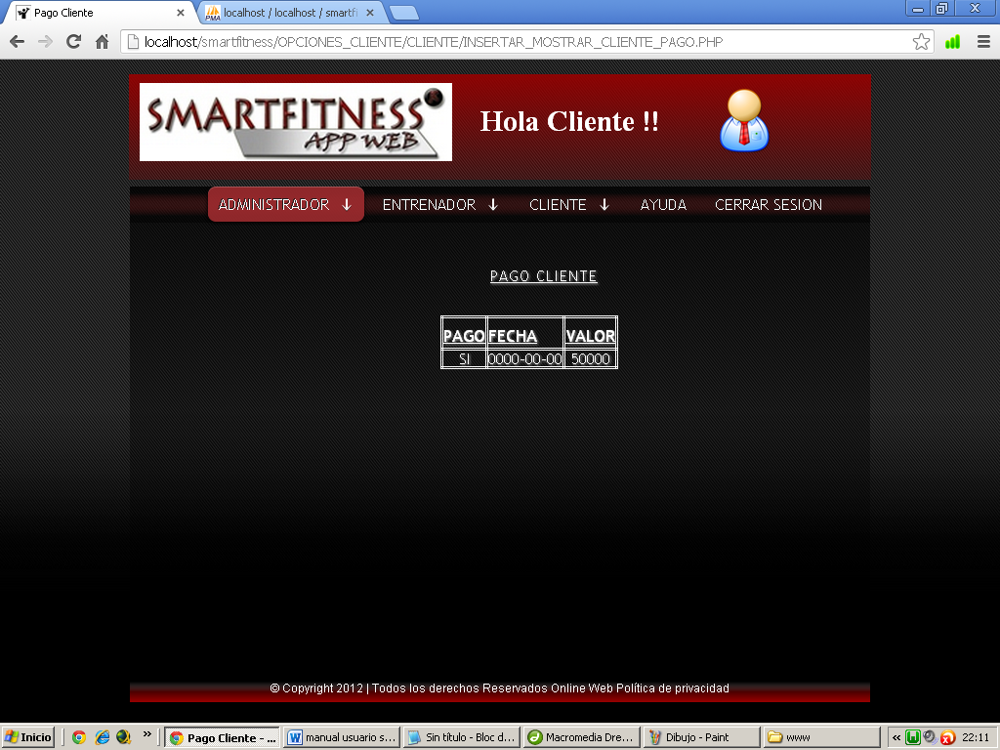 Pago Cliente
localhost / localhost / smartfi
localhost/smartfitness/OPCIONES_CLIENTE/CLIENTE/INSERTAR_MOSTRAR_CLIENTE_PAGO.PHP
SMARTFITNESS
APP WEB
Hola Cliente !!
ADMINISTRADOR ↓ ENTRENADOR ↓ CLIENTE ↓ AYUDA CERRAR SESION
PAGO CLIENTE
PAGO FECHA VALOR
SI 0000-00-00 50000
© Copyright 2012 | Todos los derechos Reservados Online Web Política de privacidad
Inicio » Pago Cliente - ... manual usuario s... Sin título - Bloc d... Macromedia Dre... Dibujo - Paint www « 22:11